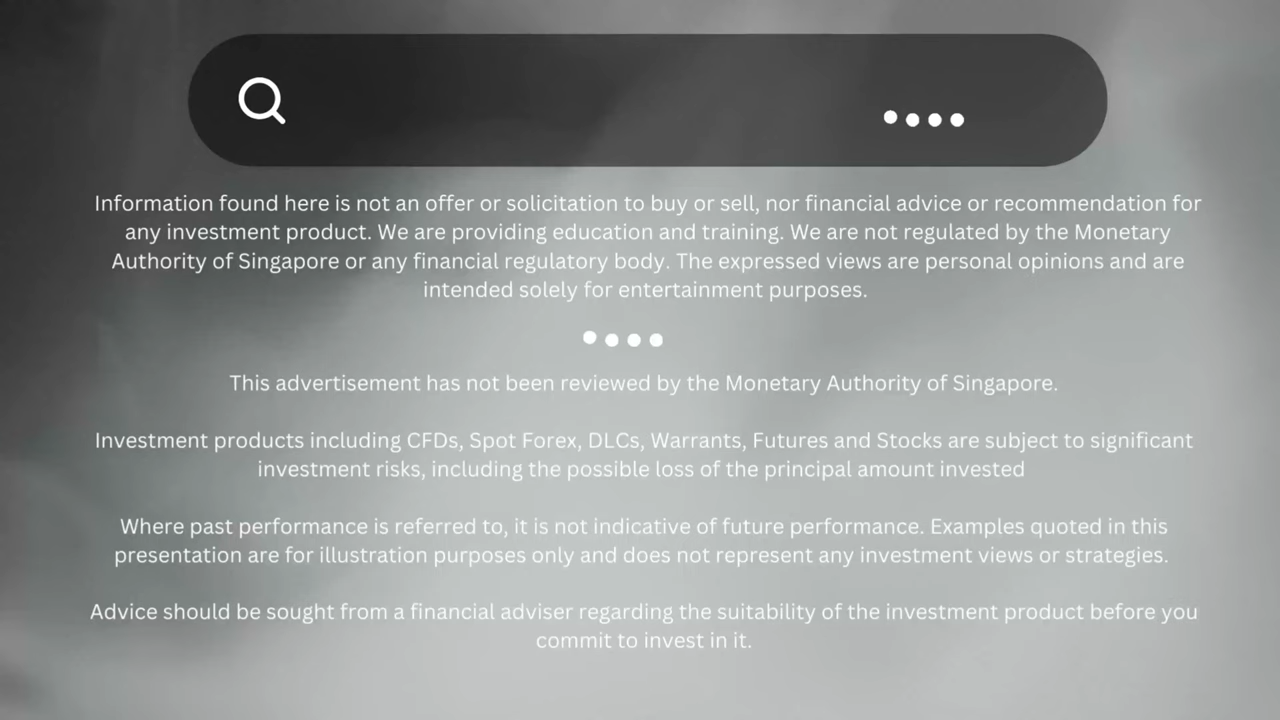 Information found here is not an offer or solicitation to buy or sell, nor financial advice or recommendation for
any investment product. We are providing education and training. We are not regulated by the Monetary
Authority of Singapore or any financial regulatory body. The expressed views are personal opinions and are
intended solely for entertainment purposes.
This advertisement has not been reviewed by the Monetary Authority of Singapore.
Investment products including CFDs, Spot Forex, DLCs, Warrants, Futures and Stocks are subject to significant
investment risks, including the possible loss of the principal amount invested
Where past performance is referred to, it is not indicative of future performance. Examples quoted in this
presentation are for illustration purposes only and does not represent any investment views or strategies.
Advice should be sought from a financial adviser regarding the suitability of the investment product before you
commit to invest in it.